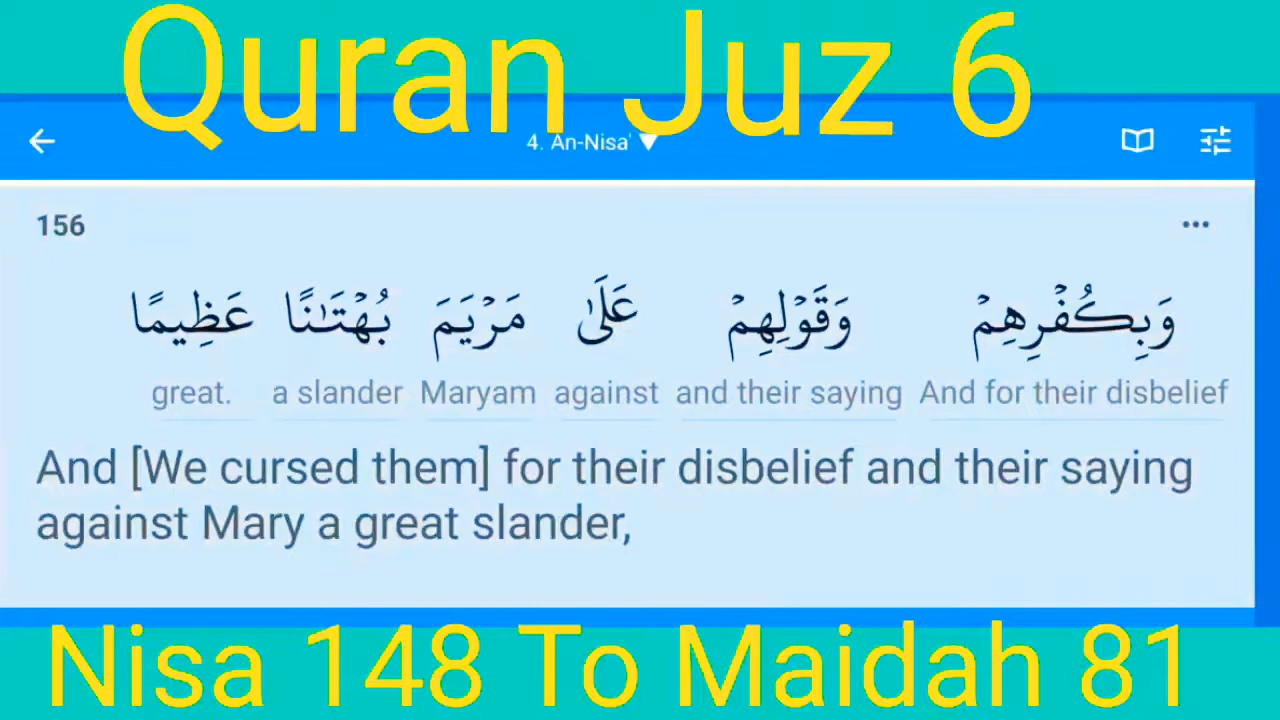 Quran Juz 6
4. An-Nisa'
156
وَبِكُفْرِهِمْ وَقَوْلِهِمْ عَلَىٰ مَرْيَمَ بُهْتَـٰنًا عَظِيمًا
great. a slander Maryam against and their saying And for their disbelief
And [We cursed them] for their disbelief and their saying
against Mary a great slander,
Nisa 148 To Maidah 81